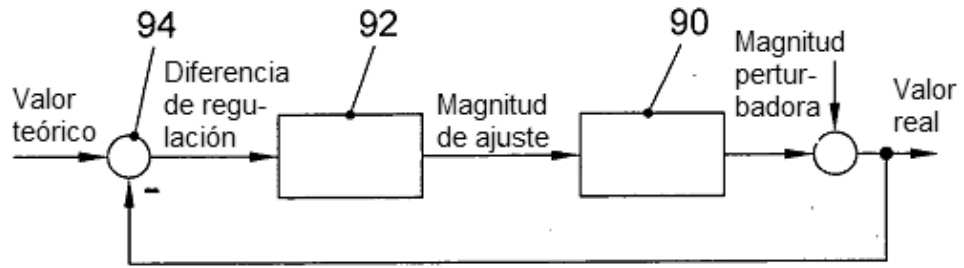 94
92
90
Valor
teórico
Diferencia
de regu-
lación
Magnitud
de ajuste
Magnitud
pertur-
badora
Valor
real
-